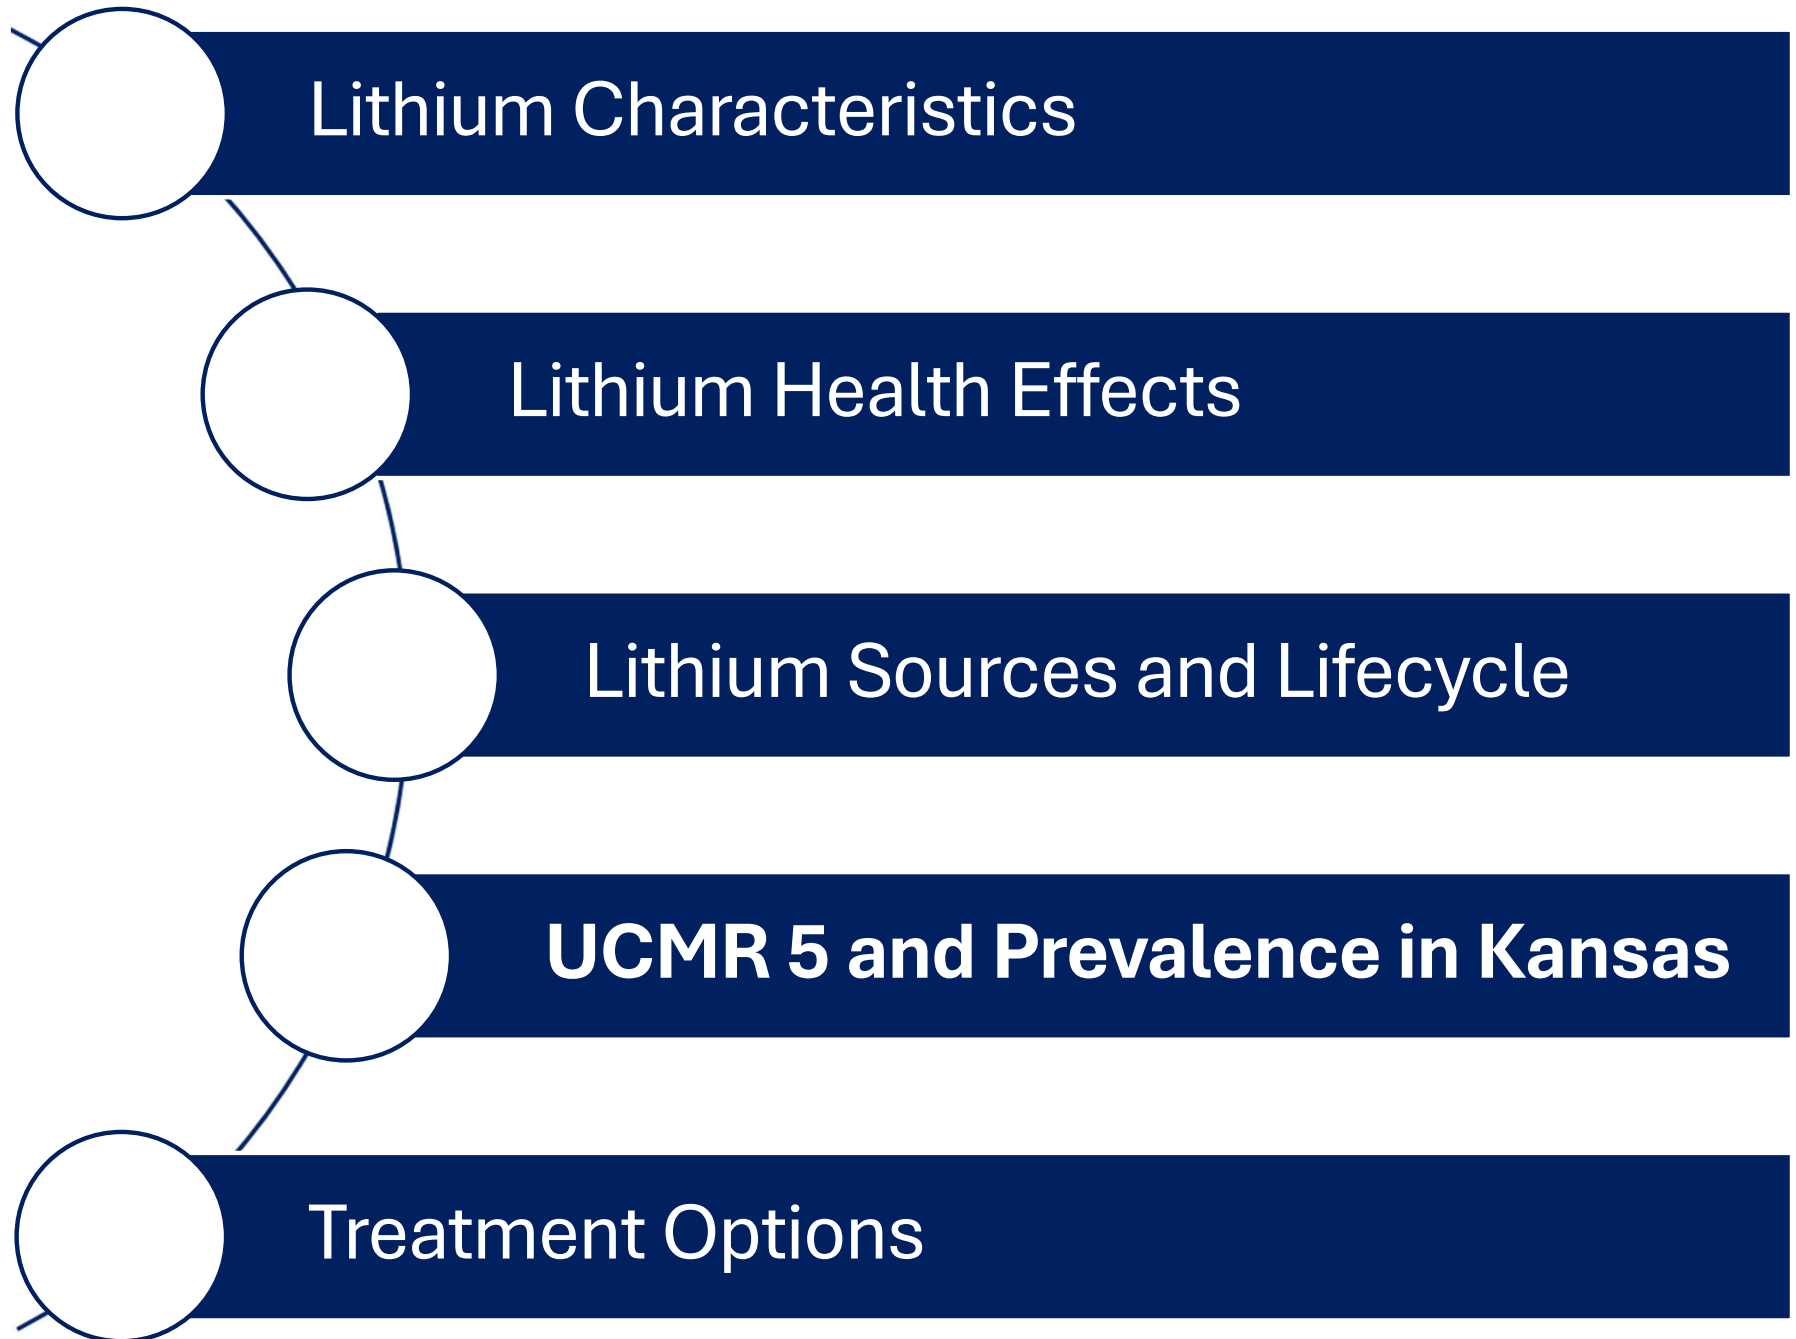 Lithium Characteristics
Lithium Health Effects
Lithium Sources and Lifecycle
UCMR 5 and Prevalence in Kansas
Treatment Options